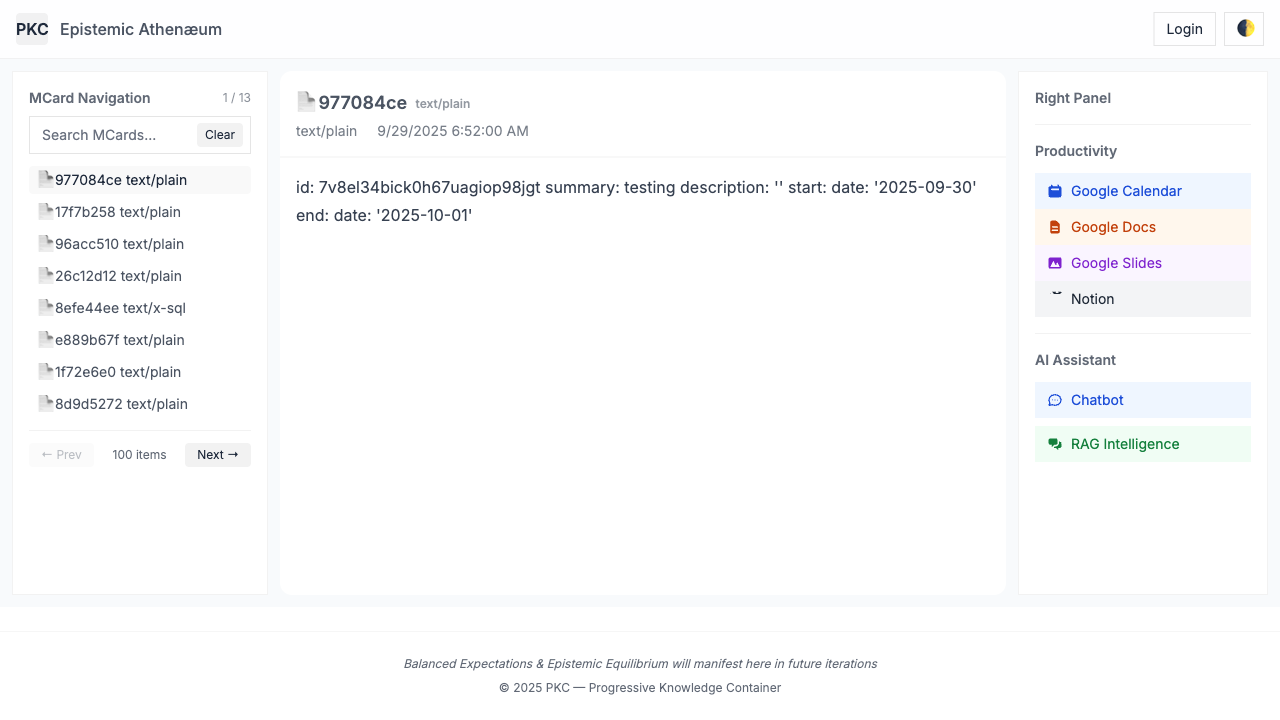 PKC Epistemic Athenæum
Login
MCard Navigation 1 / 13
Search MCards...
Clear
977084ce text/plain
17f7b258 text/plain
96acc510 text/plain
26c12d12 text/plain
8efe44ee text/x-sql
e889b67f text/plain
1f72e6e0 text/plain
8d9d5272 text/plain
← Prev 100 items Next →
977084ce text/plain
text/plain 9/29/2025 6:52:00 AM
id: 7v8el34bick0h67uagiop98jgt summary: testing description: '' start: date: '2025-09-30'
end: date: '2025-10-01'
Right Panel
Productivity
Google Calendar
Google Docs
Google Slides
Notion
AI Assistant
Chatbot
RAG Intelligence
Balanced Expectations & Epistemic Equilibrium will manifest here in future iterations
© 2025 PKC — Progressive Knowledge Container